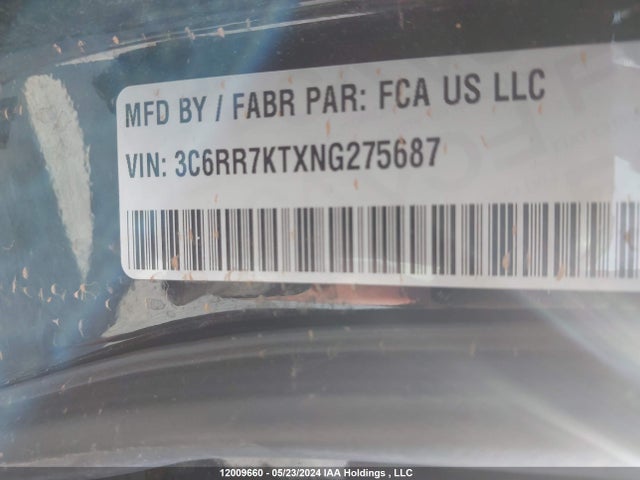 MFD BY / FABR PAR: FCA US LLC
VIN: 3C6RR7KTXNG275687
12009660 - 05/23/2024 IAA Holdings , LLC